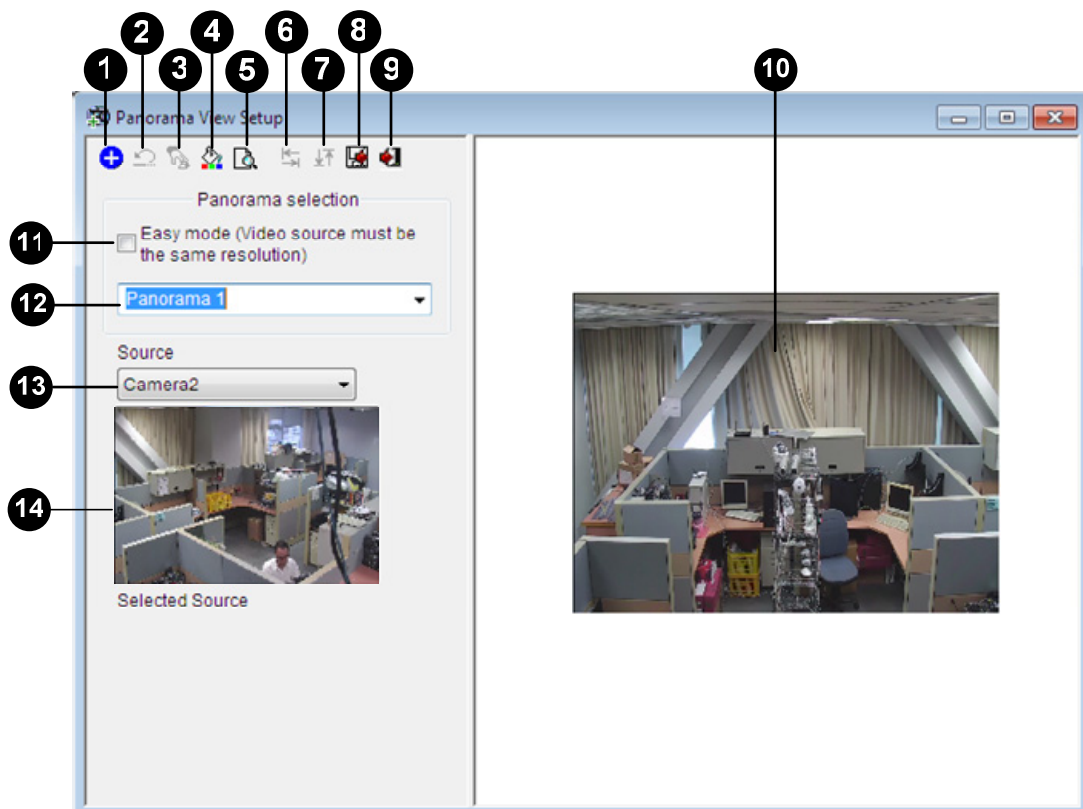 2 4 6 8
1 3 5 7 9 10
Panorama View Setup
Panorama selection
11
Easy mode (Video source must be
the same resolution)
12 Panorama 1
Source
13 Camera2
14
Selected Source